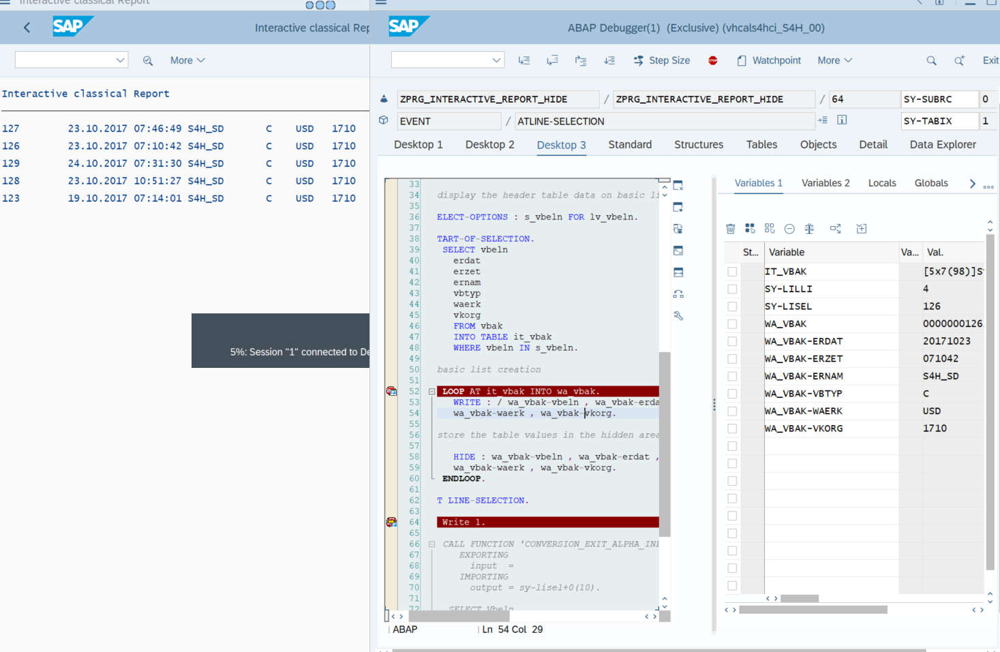 Interactive classical Report
SAP
Interactive classical Rep
More
Interactive classical Report
127 23.10.2017 07:46:49 S4H_SD C USD 1710
126 23.10.2017 07:10:42 S4H_SD C USD 1710
129 24.10.2017 07:31:30 S4H_SD C USD 1710
128 23.10.2017 10:51:27 S4H_SD C USD 1710
123 19.10.2017 07:14:01 S4H_SD C USD 1710
5%: Session "1" connected to De
SAP
ABAP Debugger(1) (Exclusive) (vhcals4hci_S4H_00)
Step Size STOP Watchpoint More Exit
ZPRG_INTERACTIVE_REPORT_HIDE / ZPRG_INTERACTIVE_REPORT_HIDE / 64 SY-SUBRC 0
EVENT / ATLINE-SELECTION SY-TABIX 1
Desktop 1 Desktop 2 Desktop 3 Standard Structures Tables Objects Detail Data Explorer
33
34 display the header table data on basic li
35
36 ELECT-OPTIONS : s_vbeln FOR lv_vbeln.
37
38 TART-OF-SELECTION.
39 SELECT vbeln
40 erdat
41 erzet
42 ernam
43 vbtyp
44 waerk
45 vkorg
46 FROM vbak
47 INTO TABLE it_vbak
48 WHERE vbeln IN s_vbeln.
49
50 basic list creation
51
52 LOOP AT it_vbak INTO wa_vbak.
53 WRITE : / wa_vbak-vbeln , wa_vbak-erda
54 wa_vbak-waerk , wa_vbak-vkorg.
55
56 store the table values in the hidden area
57
58 HIDE : wa_vbak-vbeln , wa_vbak-erdat ,
59 wa_vbak-waerk , wa_vbak-vkorg.
60 ENDLOOP.
61
62 T LINE-SELECTION.
63
64 Write 1.
65
66 CALL FUNCTION 'CONVERSION_EXIT_ALPHA_INP
67 EXPORTING
68 input =
69 IMPORTING
70 output = sy-lisel+0(10).
71
72 SELECT Vbeln
ABAP Ln 54 Col 29
Variables 1 Variables 2 Locals Globals
St... Variable Va... Val.
IT_VBAK [5x7(98)]S
SY-LILLI 4
SY-LISEL 126
WA_VBAK 0000000126
WA_VBAK-ERDAT 20171023
WA_VBAK-ERZET 071042
WA_VBAK-ERNAM S4H_SD
WA_VBAK-VBTYP C
WA_VBAK-WAERK USD
WA_VBAK-VKORG 1710